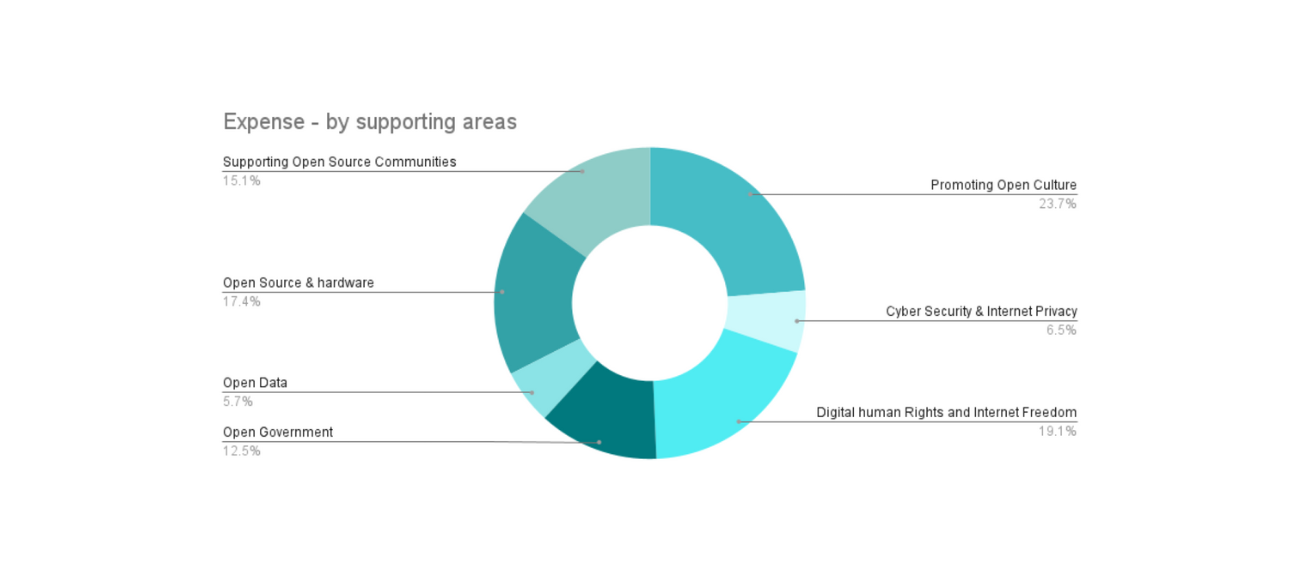 Expense - by supporting areas
Supporting Open Source Communities
15.1%
Open Source & hardware
17.4%
Open Data
5.7%
Open Government
12.5%
Promoting Open Culture
23.7%
Cyber Security & Internet Privacy
6.5%
Digital human Rights and Internet Freedom
19.1%